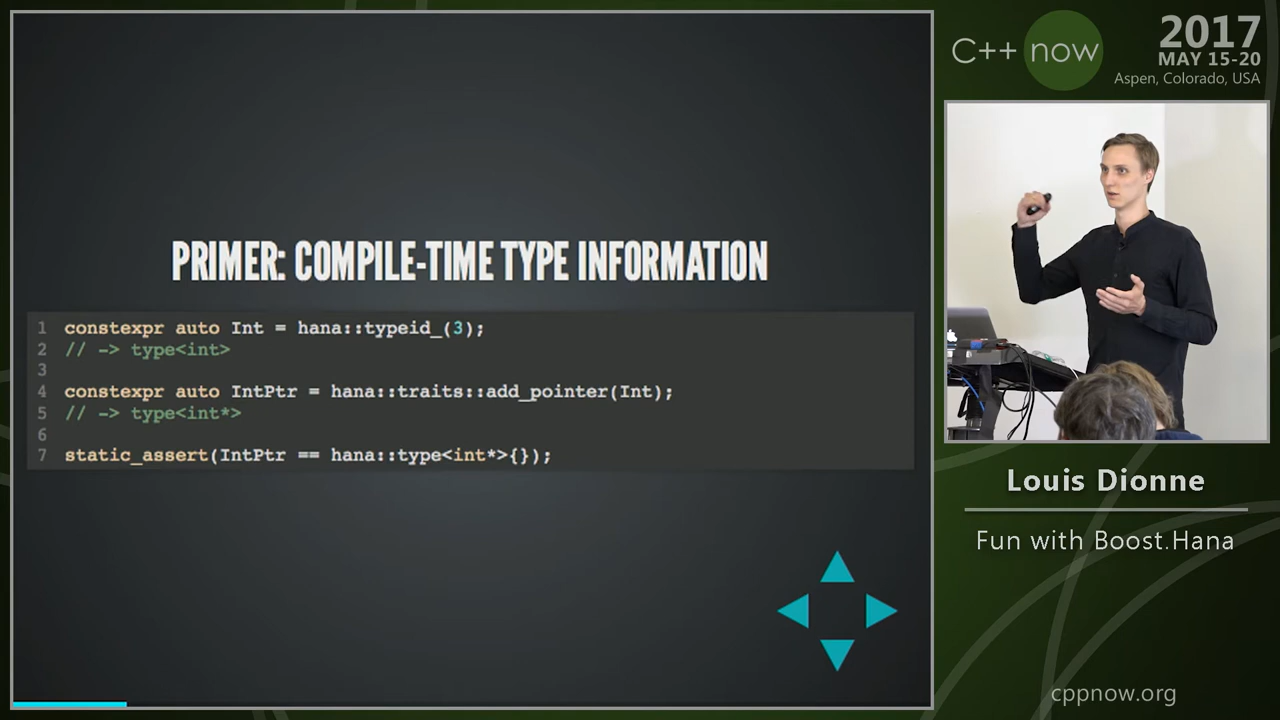 PRIMER: COMPILE-TIME TYPE INFORMATION
1 constexpr auto Int = hana::typeid_(3);
2 // -> type<int>
3
4 constexpr auto IntPtr = hana::traits::add_pointer(Int);
5 // -> type<int*>
6
7 static_assert(IntPtr == hana::type<int*>{});
C++ now
2017
MAY 15-20
Aspen, Colorado, USA
Louis Dionne
Fun with Boost.Hana
cppnow.org